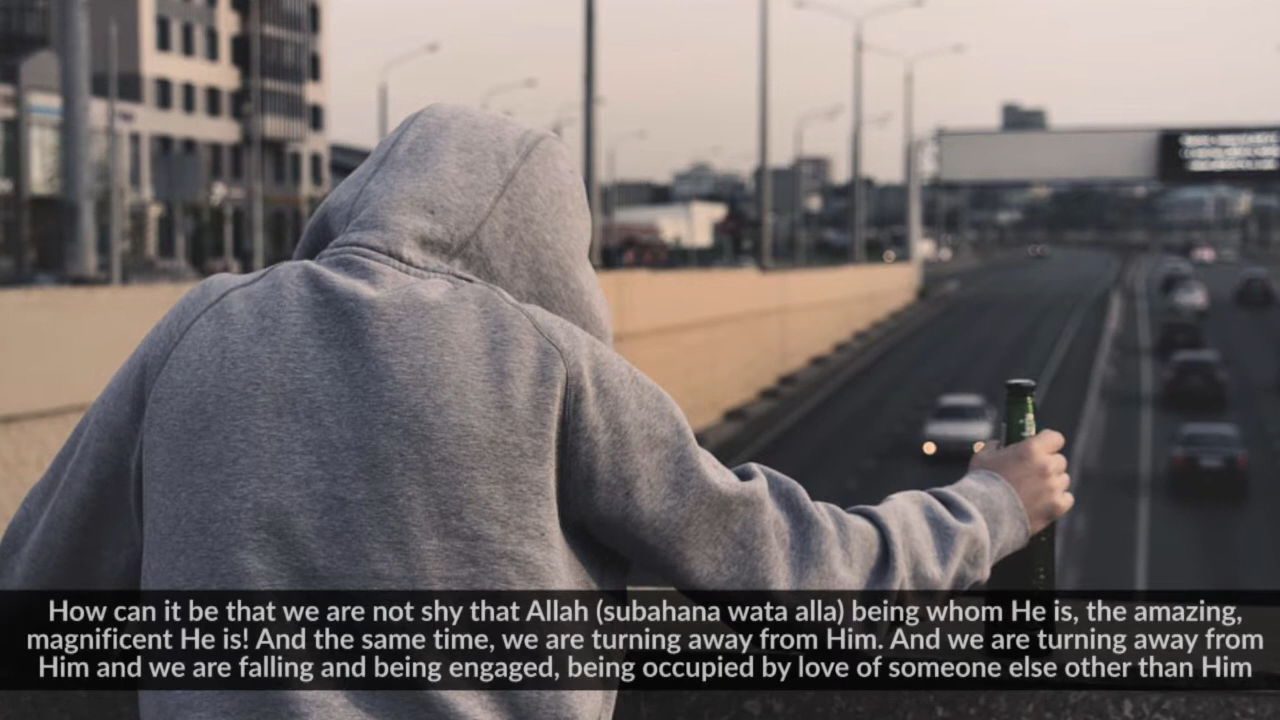 How can it be that we are not shy that Allah (subahana wata alla) being whom He is, the amazing,
magnificent He is! And the same time, we are turning away from Him. And we are turning away from
Him and we are falling and being engaged, being occupied by love of someone else other than Him